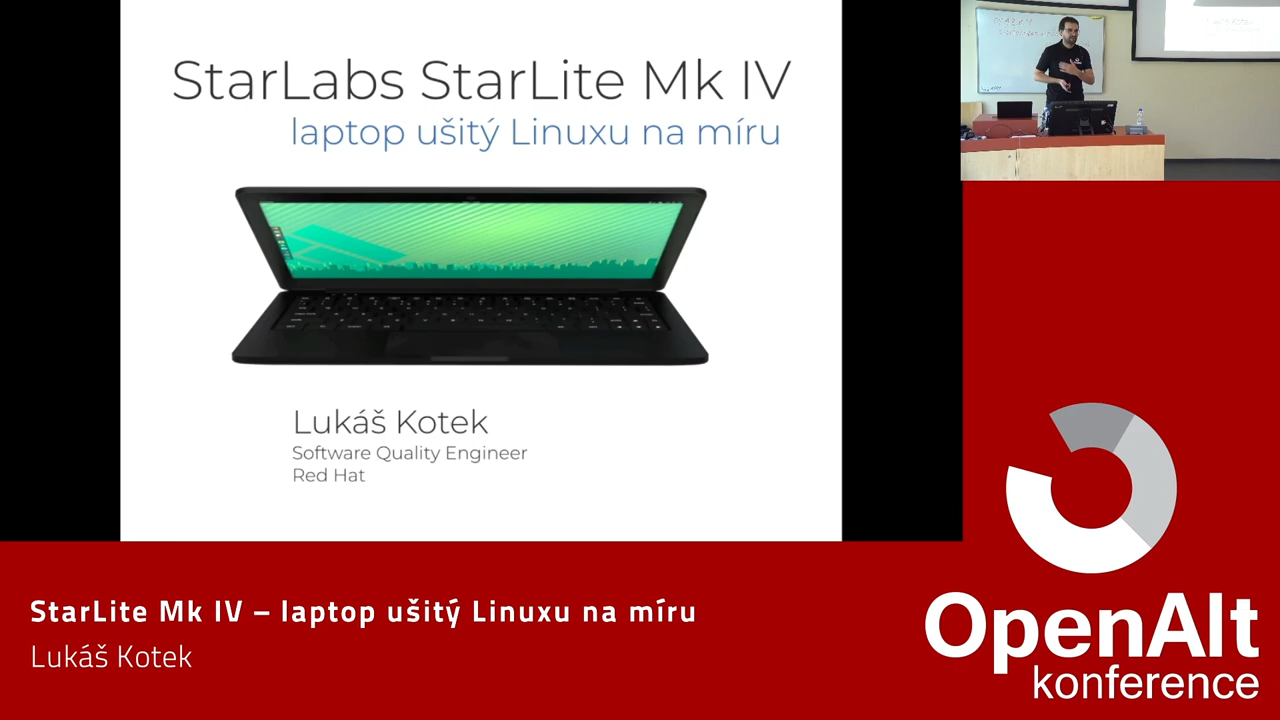 StarLabs StarLite Mk IV
laptop ušitý Linuxu na míru
Lukáš Kotek
Software Quality Engineer
Red Hat
StarLite Mk IV – laptop ušitý Linuxu na míru
Lukáš Kotek
OpenAlt
konference